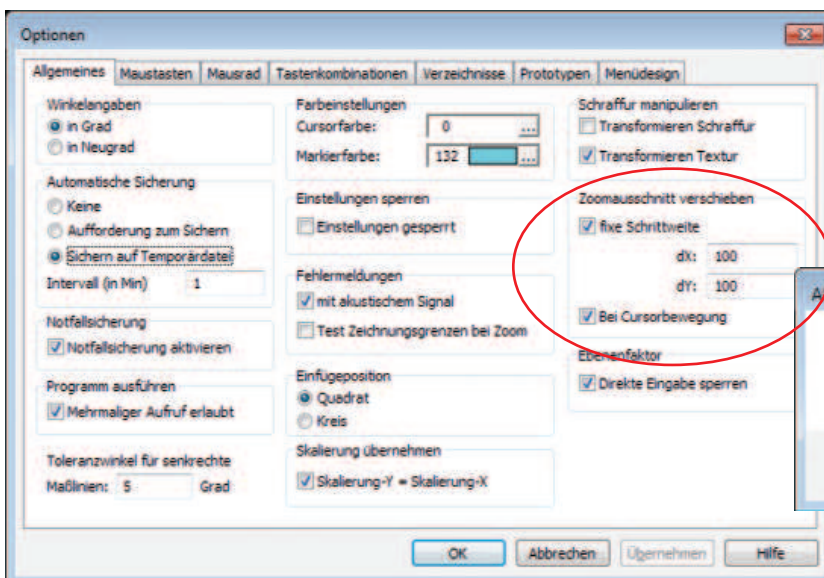 Optionen
Allgemeines Maustasten Mausrad Tastenkombinationen Verzeichnisse Prototypen Menüdesign
Winkelangaben
in Grad
in Neugrad
Automatische Sicherung
Keine
Aufforderung zum Sichern
Sichern auf Temporärdatei
Intervall (in Min) 1
Notfallsicherung
Notfallsicherung aktivieren
Programm ausführen
Mehrmaliger Aufruf erlaubt
Toleranzwinkel für senkrechte
Maßlinien: 5 Grad
Farbeinstellungen
Cursorfarbe: 0 ...
Markierfarbe: 132 ...
Einstellungen sperren
Einstellungen gesperrt
Fehlermeldungen
mit akustischem Signal
Test Zeichnungsgrenzen bei Zoom
Einfügeposition
Quadrat
Kreis
Skalierung übernehmen
Skalierung-Y = Skalierung-X
Schraffur manipulieren
Transformieren Schraffur
Transformieren Textur
Zoomausschnitt verschieben
fixe Schrittweite
dX: 100
dY: 100
Bei Cursorbewegung
Ebenenfaktor
Direkte Eingabe sperren
OK Abbrechen Übernehmen Hilfe